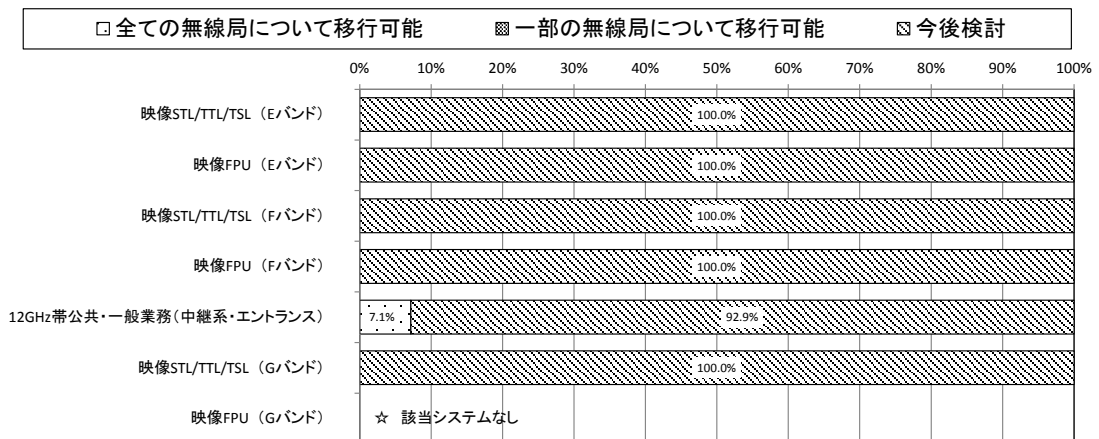 全ての無線局について移行可能 一部の無線局について移行可能 今後検討
0% 10% 20% 30% 40% 50% 60% 70% 80% 90% 100%
映像STL/TTL/TSL（Eバンド） 100.0%
映像FPU（Eバンド） 100.0%
映像STL/TTL/TSL（Fバンド） 100.0%
映像FPU（Fバンド） 100.0%
12GHz帯公共・一般業務（中継系・エントランス） 7.1% 92.9%
映像STL/TTL/TSL（Gバンド） 100.0%
映像FPU（Gバンド） ☆ 該当システムなし